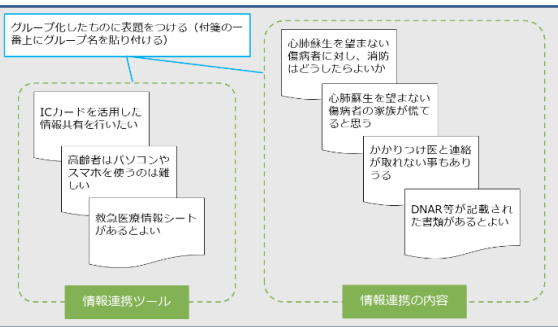 グループ化したものに表題をつける（付箋の一
番上にグループ名を貼り付ける）
ICカードを活用した
情報共有を行いたい
高齢者はパソコンや
スマホを使うのは難
しい
救急医療情報シート
があるとよい
情報連携ツール
心肺蘇生を望まない
傷病者に対し、消防
はどうしたらよいか
心肺蘇生を望まない
傷病者の家族が慌て
ると思う
かかりつけ医と連絡
が取れない事もあり
うる
DNAR等が記載され
た書類があるとよい
情報連携の内容